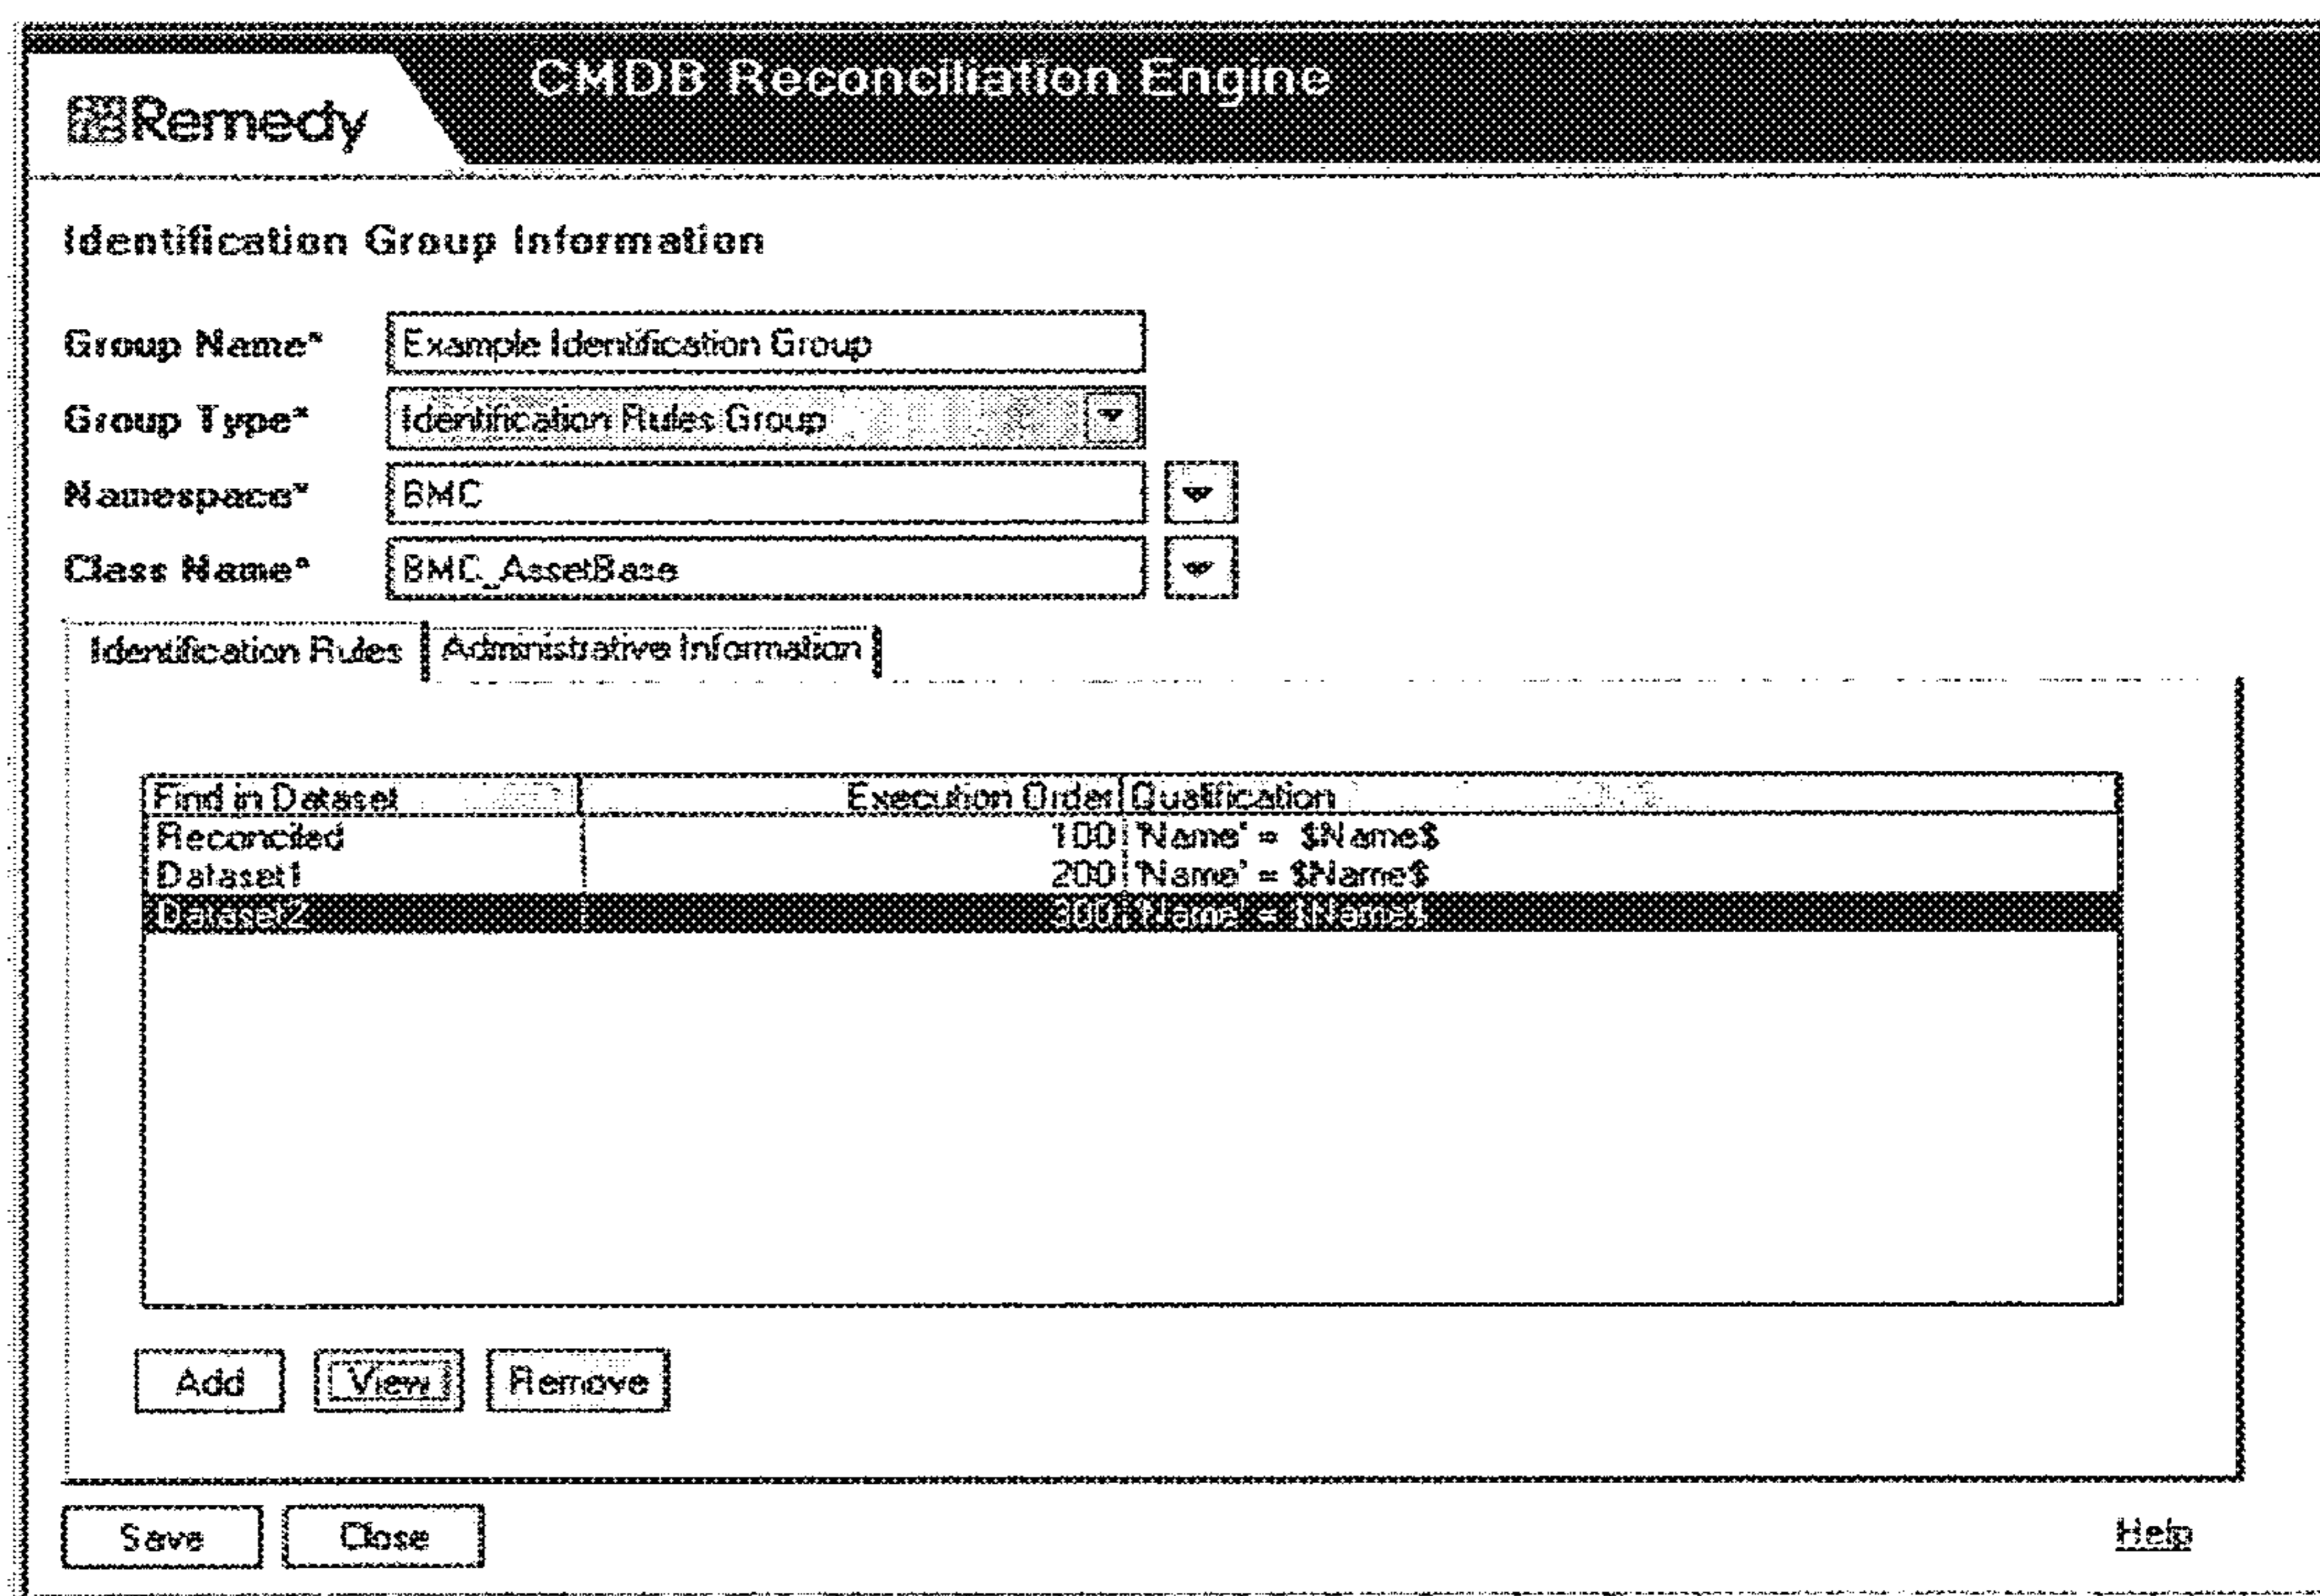 CMDB Reconciliation Engine
Remedy
Identification Group Information
Group Name* Example Identification Group
Group Type* Identification Rules Group
Namespace* BMC
Class Name* BMC_AssetBase
Identification Rules Administrative Information
Find in Dataset Execution Order Qualification
Reconciled 100 'Name' = $Name$
Dataset1 200 'Name' = $Name$
Dataset2 300 'Name' = $Name$
Add View Remove
Save Close Help